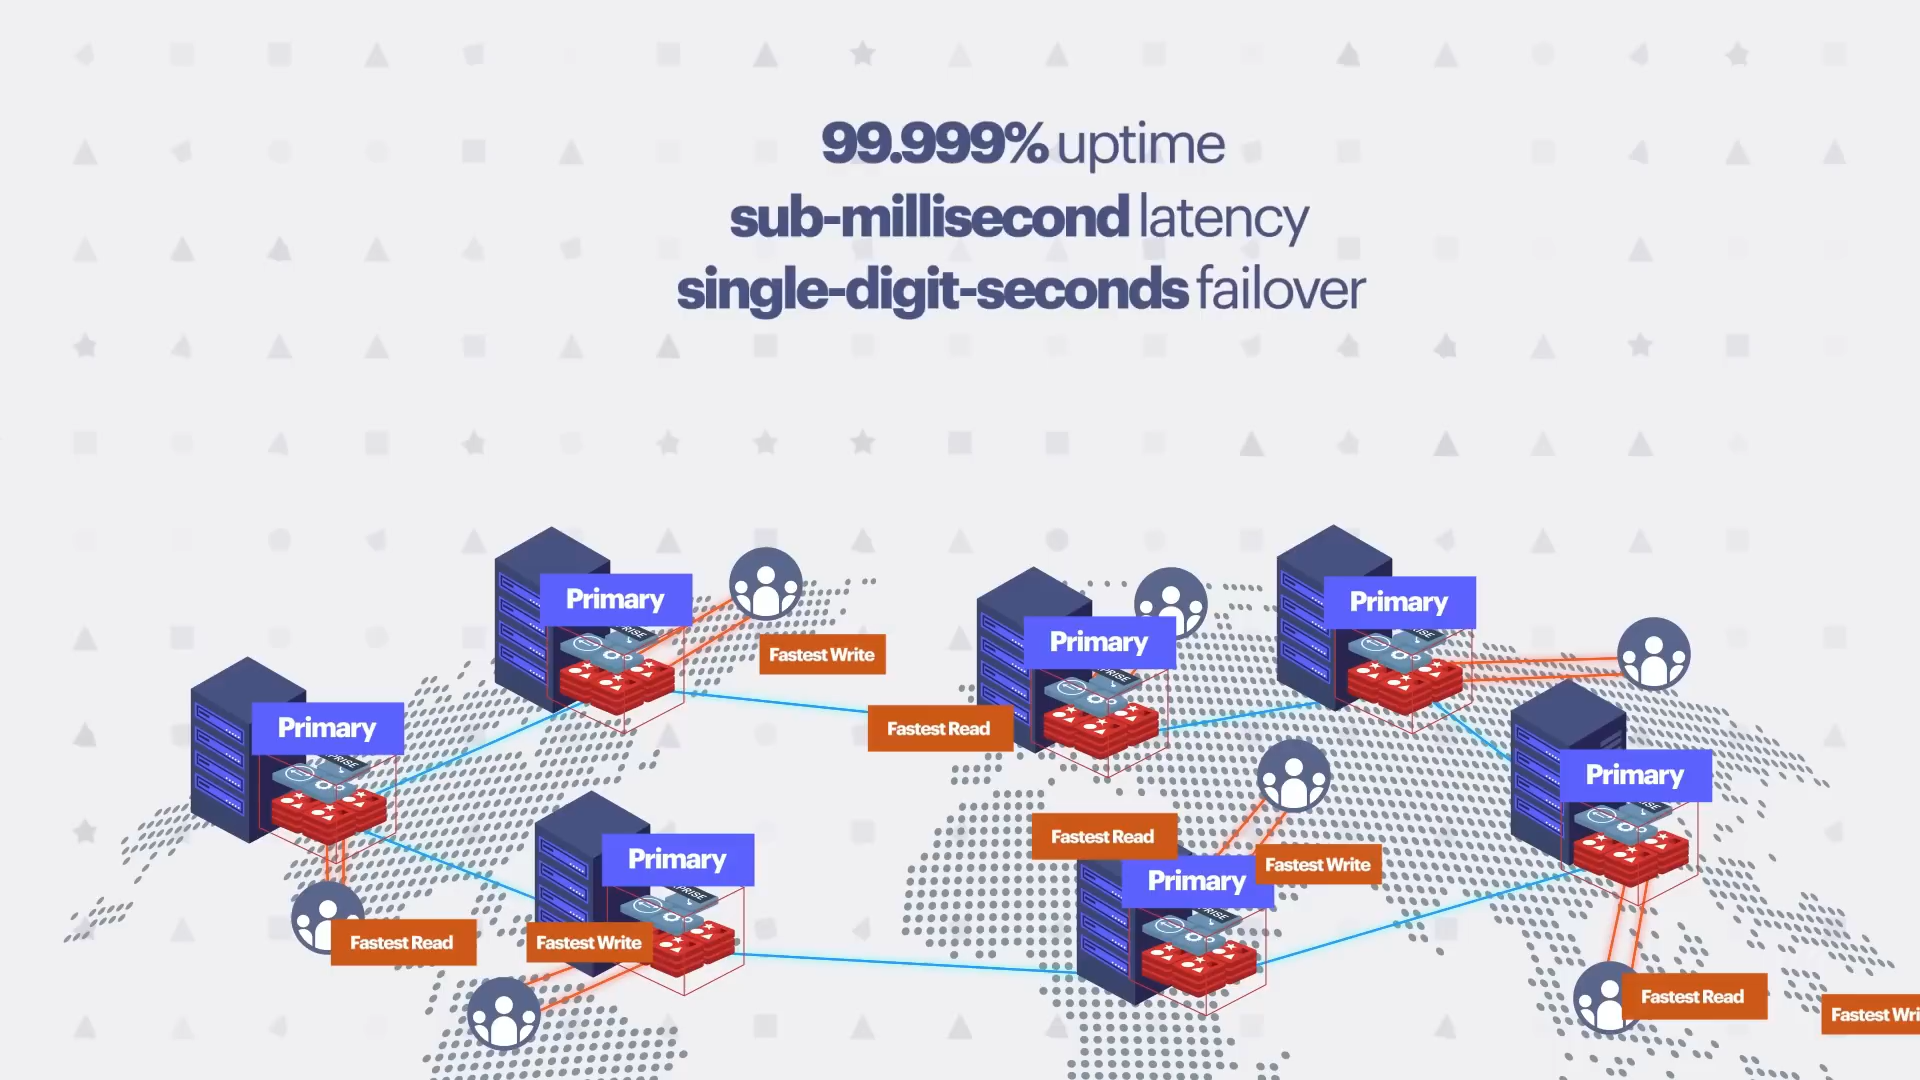 99.999% uptime
sub-millisecond latency
single-digit-seconds failover
Primary
Primary
Fastest Write
Primary
Primary
Primary
Fastest Read
Primary
Fastest Read
Primary
Fastest Write
Primary
Fastest Read
Fastest Write
Fastest Read